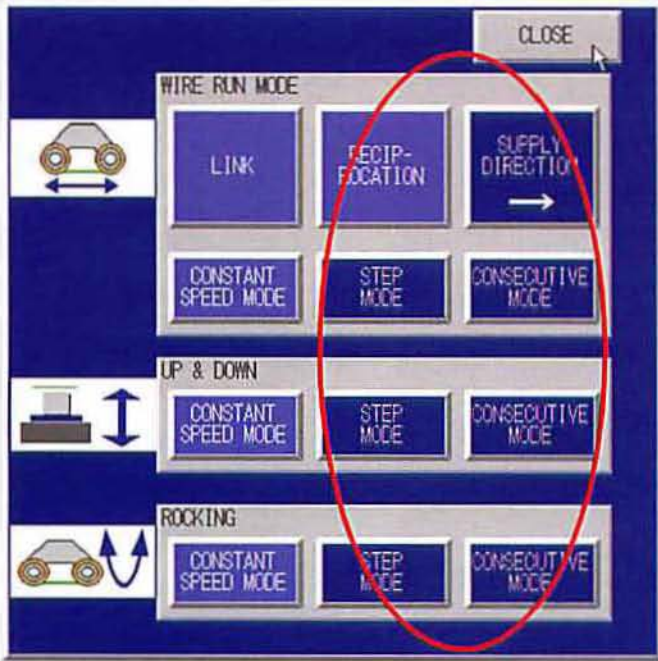 CLOSE
WIRE RUN MODE
LINK
RECIP-
ROCATION
SUPPLY
DIRECTION
CONSTANT
SPEED MODE
STEP
MODE
CONSECUTIVE
MODE
UP & DOWN
CONSTANT
SPEED MODE
STEP
MODE
CONSECUTIVE
MODE
ROCKING
CONSTANT
SPEED MODE
STEP
MODE
CONSECUTIVE
MODE